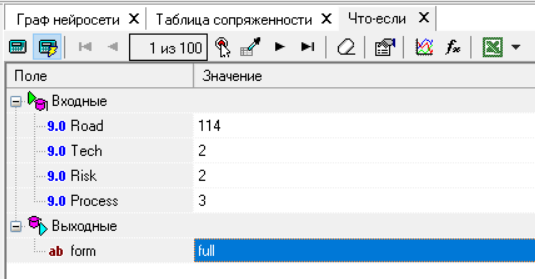 Граф нейросети X Таблица сопряженности X Что-если X
1 из 100 fx
Поле Значение
Входные
9.0 Road 114
9.0 Tech 2
9.0 Risk 2
9.0 Process 3
Выходные
ab form full